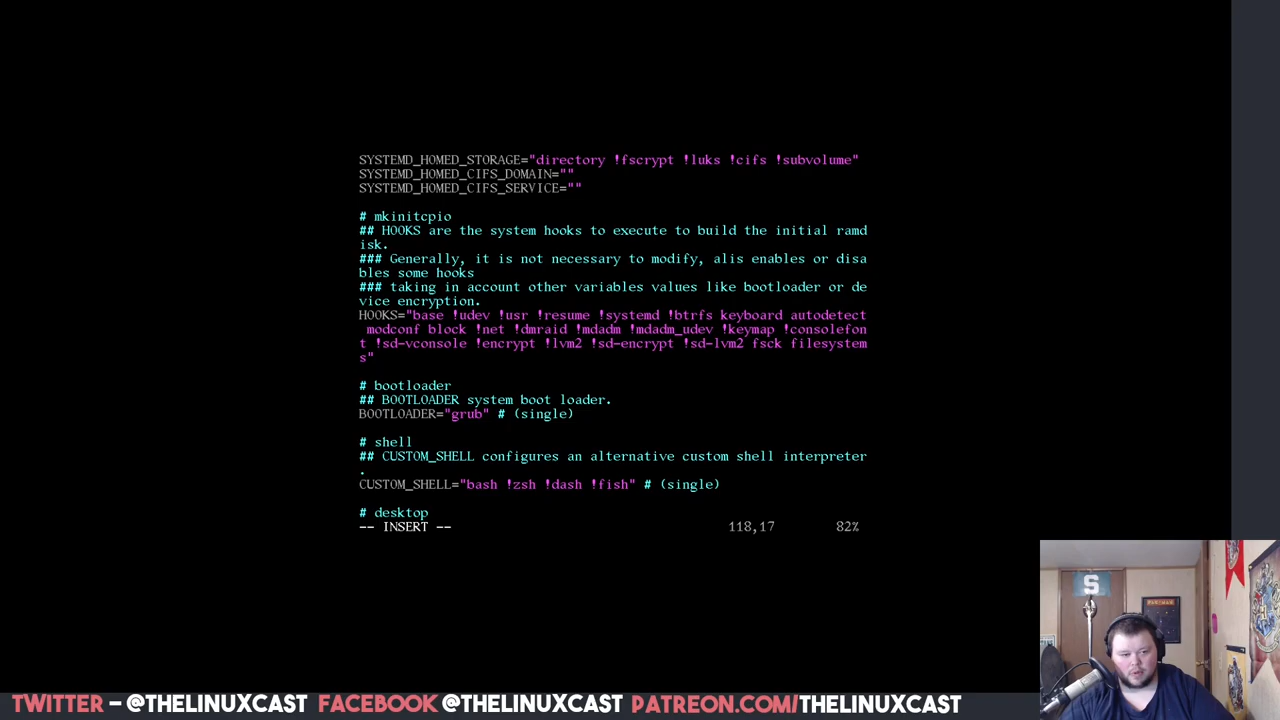 SYSTEMD_HOMED_STORAGE="directory !fscrypt !luks !cifs !subvolume"
SYSTEMD_HOMED_CIFS_DOMAIN=""
SYSTEMD_HOMED_CIFS_SERVICE=""
# mkinitcpio
## HOOKS are the system hooks to execute to build the initial ramd
isk.
### Generally, it is not necessary to modify, alis enables or disa
bles some hooks
### taking in account other variables values like bootloader or de
vice encryption.
HOOKS="base !udev !usr !resume !systemd !btrfs keyboard autodetect
modconf block !net !dmraid !mdadm !mdadm_udev !keymap !consolefon
t !sd-vconsole !encrypt !lvm2 !sd-encrypt !sd-lvm2 fsck filesystem
s"
# bootloader
## BOOTLOADER system boot loader.
BOOTLOADER="grub" # (single)
# shell
## CUSTOM_SHELL configures an alternative custom shell interpreter
.
CUSTOM_SHELL="bash !zsh !dash !fish" # (single)
# desktop
-- INSERT -- 118,17 82%
S
TWITTER – @THELINUXCAST FACEBOOK @THELINUXCAST PATREON.COM/THELINUXCAST